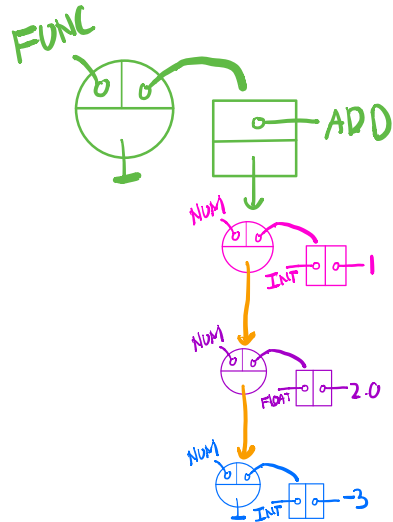 FUNC
ADD
NUM
INT 1
NUM
FLOAT 2.0
NUM
INT -3